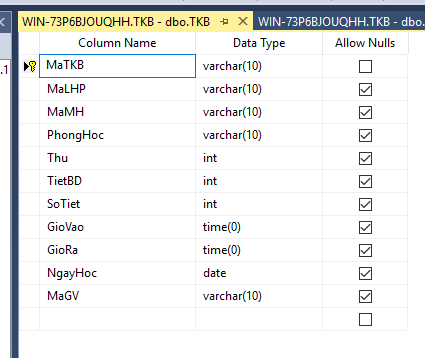 WIN-73P6BJOUQHH.TKB - dbo.TKB WIN-73P6BJOUQHH.TKB - dbo
Column Name Data Type Allow Nulls
MaTKB varchar(10)
MaLHP varchar(10)
MaMH varchar(10)
PhongHoc varchar(10)
Thu int
TietBD int
SoTiet int
GioVao time(0)
GioRa time(0)
NgayHoc date
MaGV varchar(10)
.1